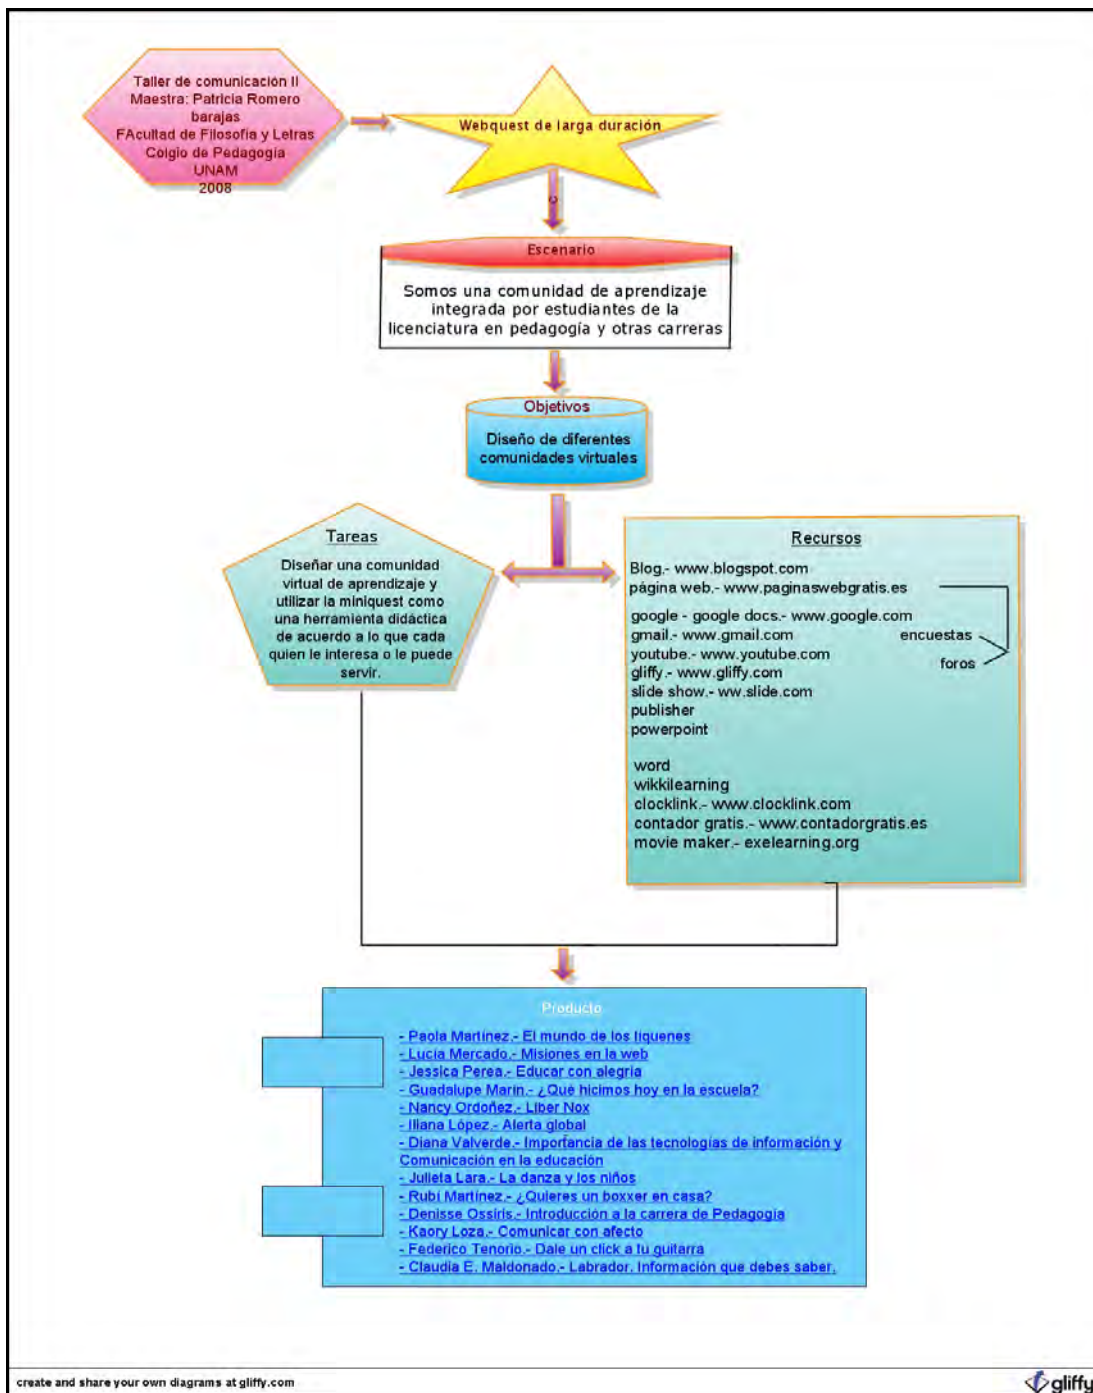 Taller de comunicación II
Maestra: Patricia Romero
barajas
FAcultad de Filosofía y Letras
Colgio de Pedagogía
UNAM
2008
Webquest de larga duración
Escenario
Somos una comunidad de aprendizaje
integrada por estudiantes de la
licenciatura en pedagogía y otras carreras
Objetivos
Diseño de diferentes
comunidades virtuales
Tareas
Diseñar una comunidad
virtual de aprendizaje y
utilizar la miniquest como
una herramienta didáctica
de acuerdo a lo que cada
quien le interesa o le puede
servir.
Recursos
Blog.- www.blogspot.com
página web.- www.paginaswebgratis.es
google - google docs.- www.google.com
gmail.- www.gmail.com
encuestas
youtube.- www.youtube.com
foros
gliffy.- www.gliffy.com
slide show.- ww.slide.com
publisher
powerpoint
word
wikkilearning
clocklink.- www.clocklink.com
contador gratis.- www.contadorgratis.es
movie maker.- exelearning.org
Producto
- Paola Martínez.- El mundo de los líquenes
- Lucía Mercado.- Misiones en la web
- Jessica Perea.- Educar con alegría
- Guadalupe Marín.- ¿Qué hicimos hoy en la escuela?
- Nancy Ordoñez.- Liber Nox
- Iliana López.- Alerta global
- Diana Valverde.- Importancia de las tecnologías de información y
Comunicación en la educación
- Julieta Lara.- La danza y los niños
- Rubí Martínez.- ¿Quieres un boxxer en casa?
- Denisse Ossiris.- Introducción a la carrera de Pedagogía
- Kaory Loza.- Comunicar con afecto
- Federico Tenorio.- Dale un click a tu guitarra
- Claudia E. Maldonado.- Labrador. Información que debes saber.
create and share your own diagrams at gliffy.com
gliffy